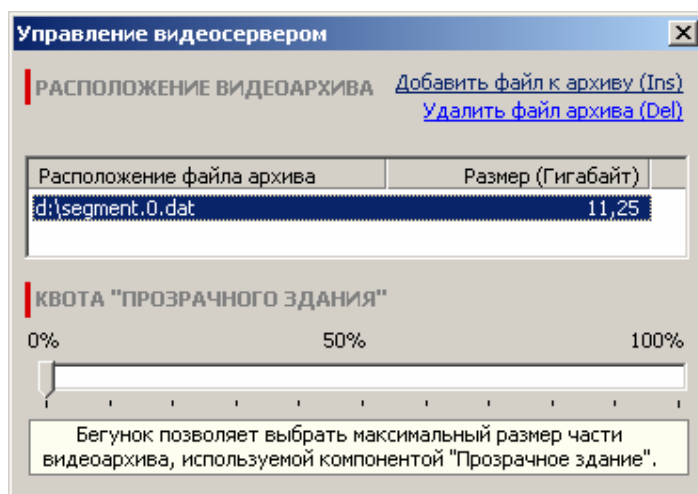 Управление видеосервером
РАСПОЛОЖЕНИЕ ВИДЕОАРХИВА
Добавить файл к архиву (Ins)
Удалить файл архива (Del)
Расположение файла архива Размер (Гигабайт)
d:\segment.0.dat 11,25
КВОТА "ПРОЗРАЧНОГО ЗДАНИЯ"
0% 50% 100%
Бегунок позволяет выбрать максимальный размер части
видеоархива, используемой компонентой "Прозрачное здание".